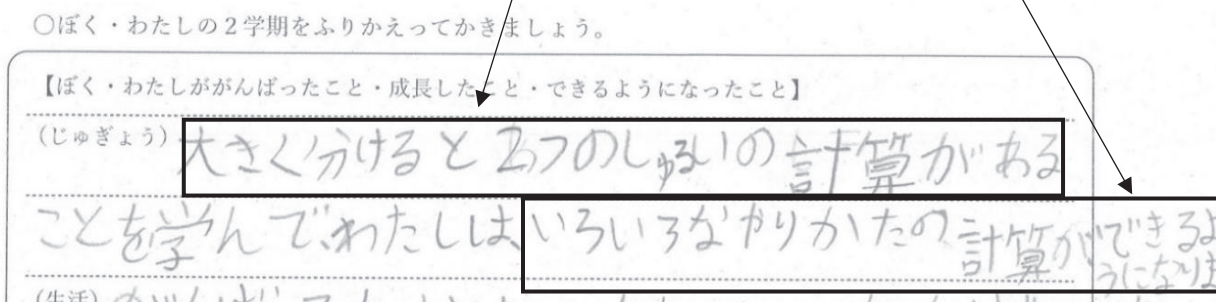 ○ぼく・わたしの2学期をふりかえってかきましょう。
【ぼく・わたしががんばったこと・成長したこと・できるようになったこと】
(じゅぎょう)大きく分けると2つのしゅるいの計算がある
ことを学んで、わたしは、いろいろなやりかたの計算ができるよ
うになりま
(生活)